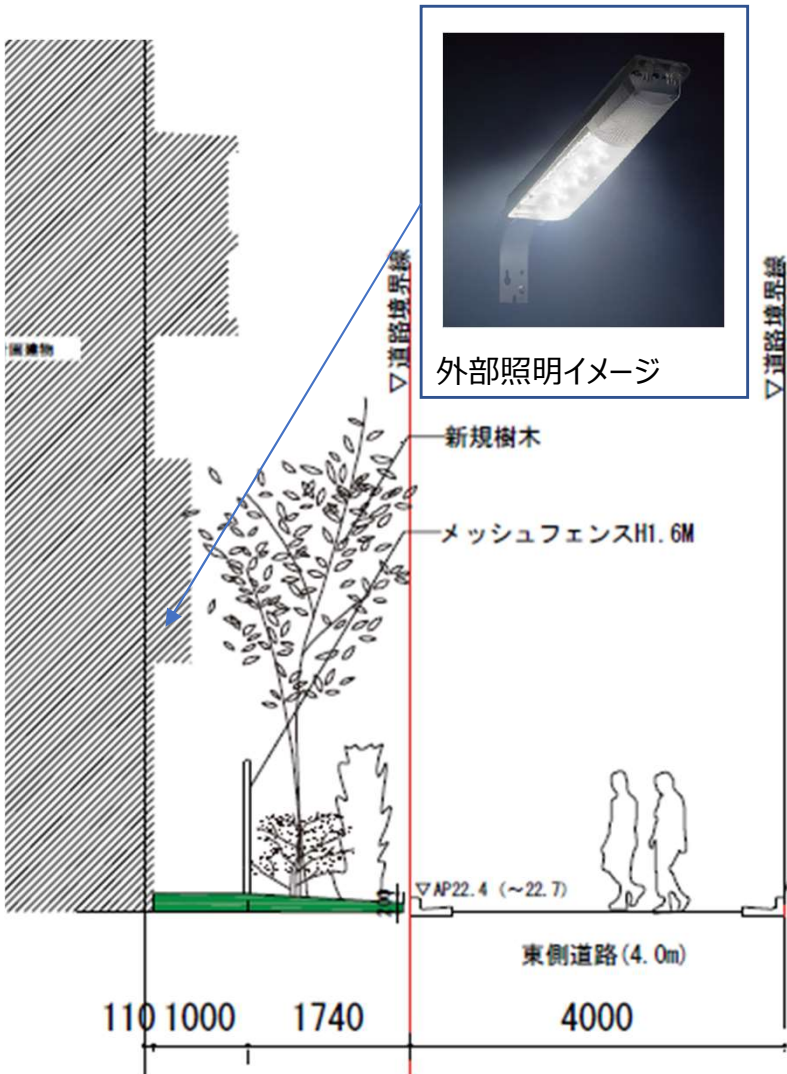 外部照明イメージ
▽道路境界線
▽道路境界線
新規樹木
メッシュフェンスH1.6M
▽AP22.4 (～22.7)
200
東側道路(4.0m)
110 1000 1740 4000